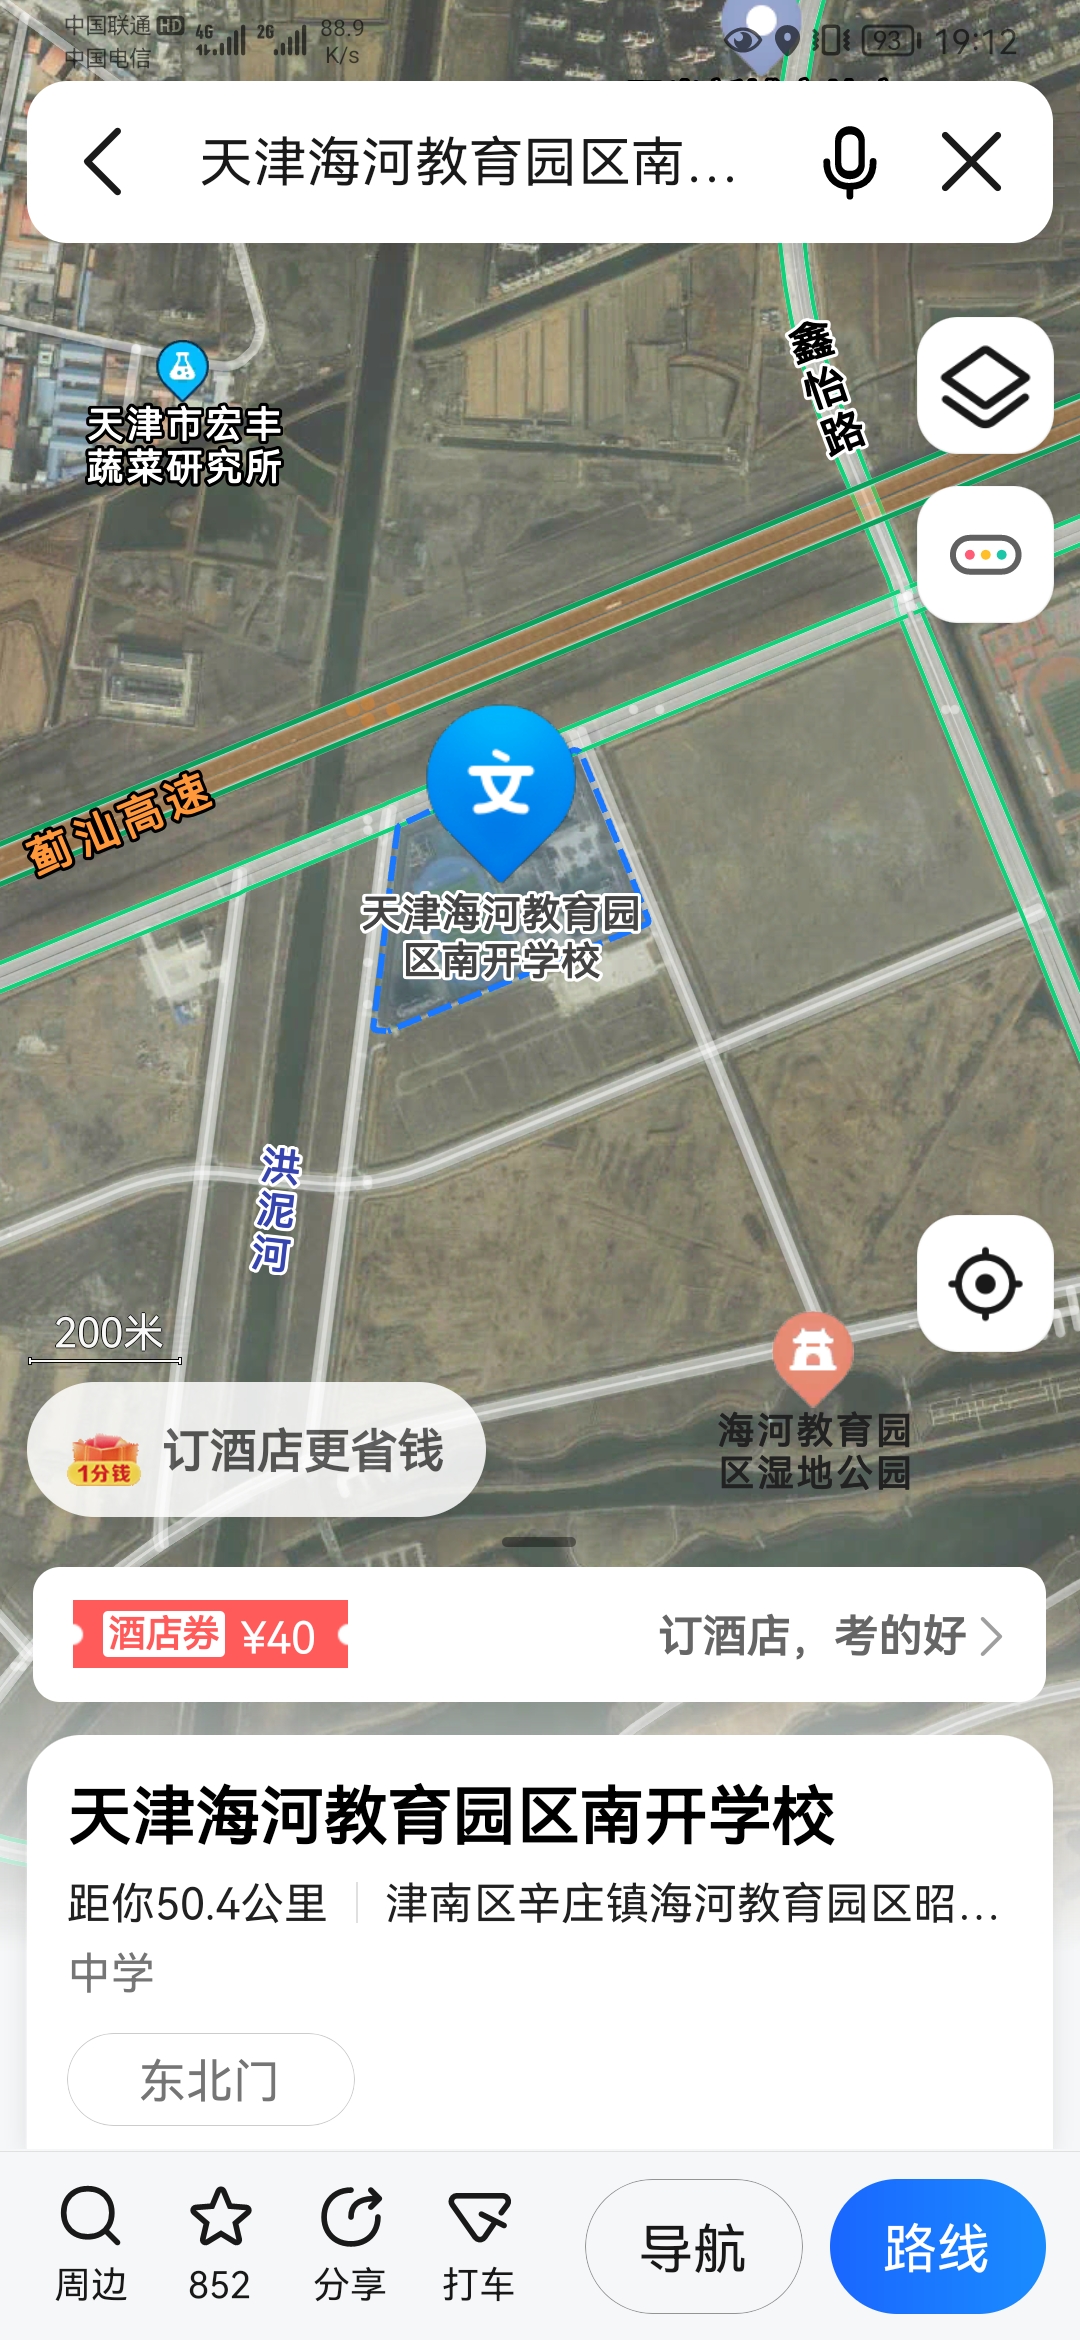 中国联通 HD 4G 2G 88.9 K/s 93 19:12
中国电信
天津海河教育园区南...
鑫怡路
天津市宏丰
蔬菜研究所
蓟汕高速
文
天津海河教育园
区南开学校
洪泥河
200米
1分钱 订酒店更省钱
海河教育园
区湿地公园
酒店券 ¥40 订酒店，考的好
天津海河教育园区南开学校
距你50.4公里 津南区辛庄镇海河教育园区昭...
中学
东北门
周边 852 分享 打车 导航 路线